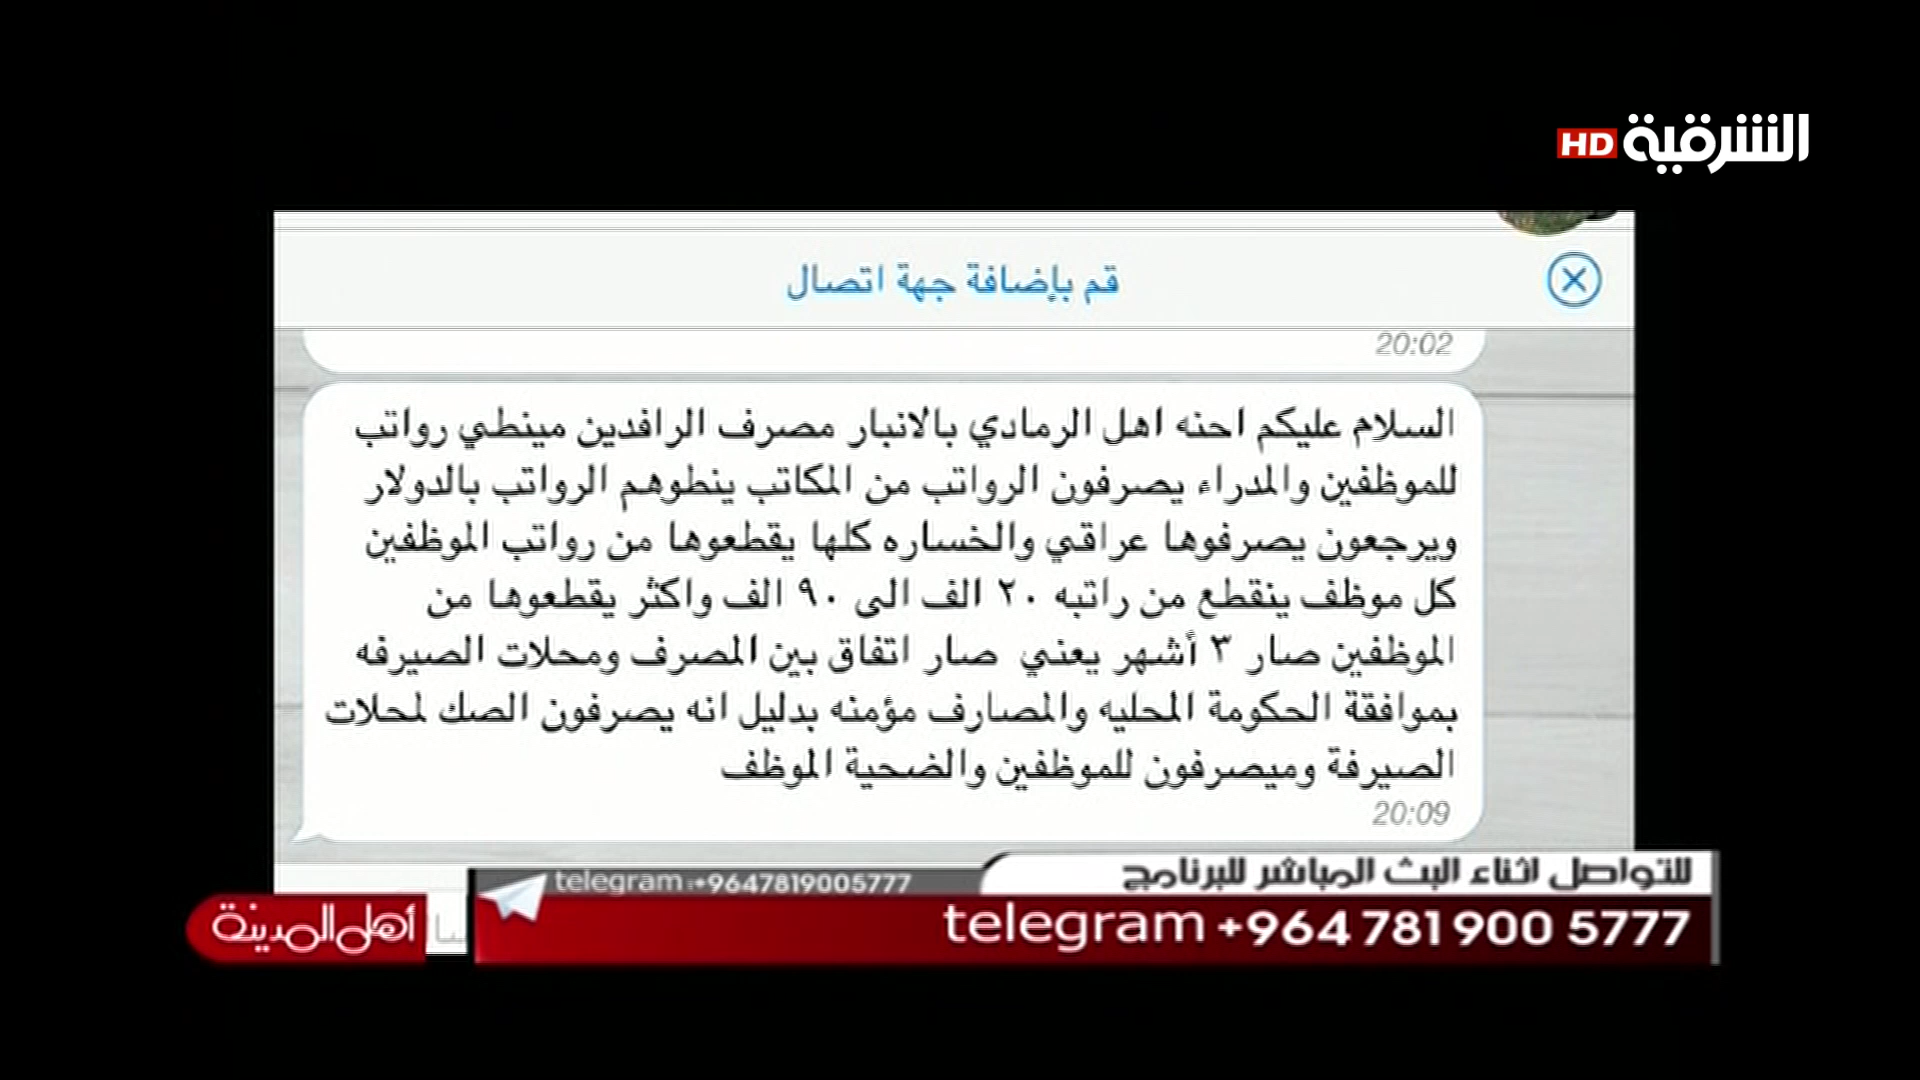 الشرقية HD
قم بإضافة جهة اتصال
20:02
السلام عليكم احنه اهل الرمادي بالانبار مصرف الرافدين مينطي رواتب
للموظفين والمدراء يصرفون الرواتب من المكاتب ينطوهم الرواتب بالدولار
ويرجعون يصرفوها عراقي والخساره كلها يقطعوها من رواتب الموظفين
كل موظف ينقطع من راتبه ٢٠ الف الى ٩٠ الف واكثر يقطعوها من
الموظفين صار ٣ أشهر يعني صار اتفاق بين المصرف ومحلات الصيرفه
بموافقة الحكومة المحليه والمصارف مؤمنه بدليل انه يصرفون الصك لمحلات
الصيرفة وميصرفون للموظفين والضحية الموظف
20:09
للتواصل اثناء البث المباشر للبرنامج
telegram:+9647819005777
telegram +964 781 900 5777
أهل المدينة